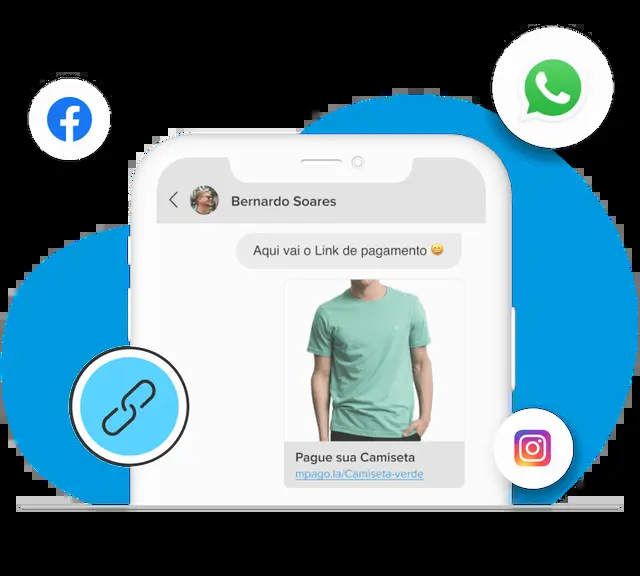 Bernardo Soares
Aqui vai o Link de pagamento 😄
Pague sua Camiseta
mpago.la/Camiseta-verde